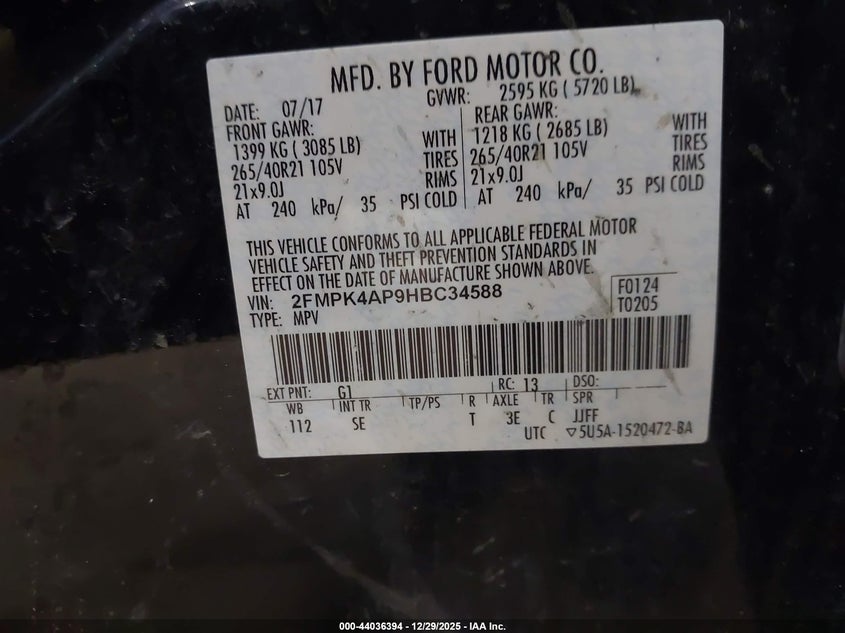 MFD. BY FORD MOTOR CO.
DATE: 07/17 GVWR: 2595 KG ( 5720 LB)
FRONT GAWR: 1399 KG ( 3085 LB) WITH
265/40R21 105V TIRES
21x9.0J RIMS
AT 240 kPa/ 35 PSI COLD
REAR GAWR: 1218 KG ( 2685 LB) WITH
265/40R21 105V TIRES
21x9.0J RIMS
AT 240 kPa/ 35 PSI COLD
THIS VEHICLE CONFORMS TO ALL APPLICABLE FEDERAL MOTOR
VEHICLE SAFETY AND THEFT PREVENTION STANDARDS IN
EFFECT ON THE DATE OF MANUFACTURE SHOWN ABOVE.
VIN: 2FMPK4AP9HBC34588 F0124
TYPE: MPV T0205
EXT PNT: G1 RC: 13 DSO:
WB INT TR TP/PS R AXLE TR SPR
112 SE T 3E C JJFF
UTC ▽5U5A-1520472-BA
000-44036394 - 12/29/2025 - IAA Inc.